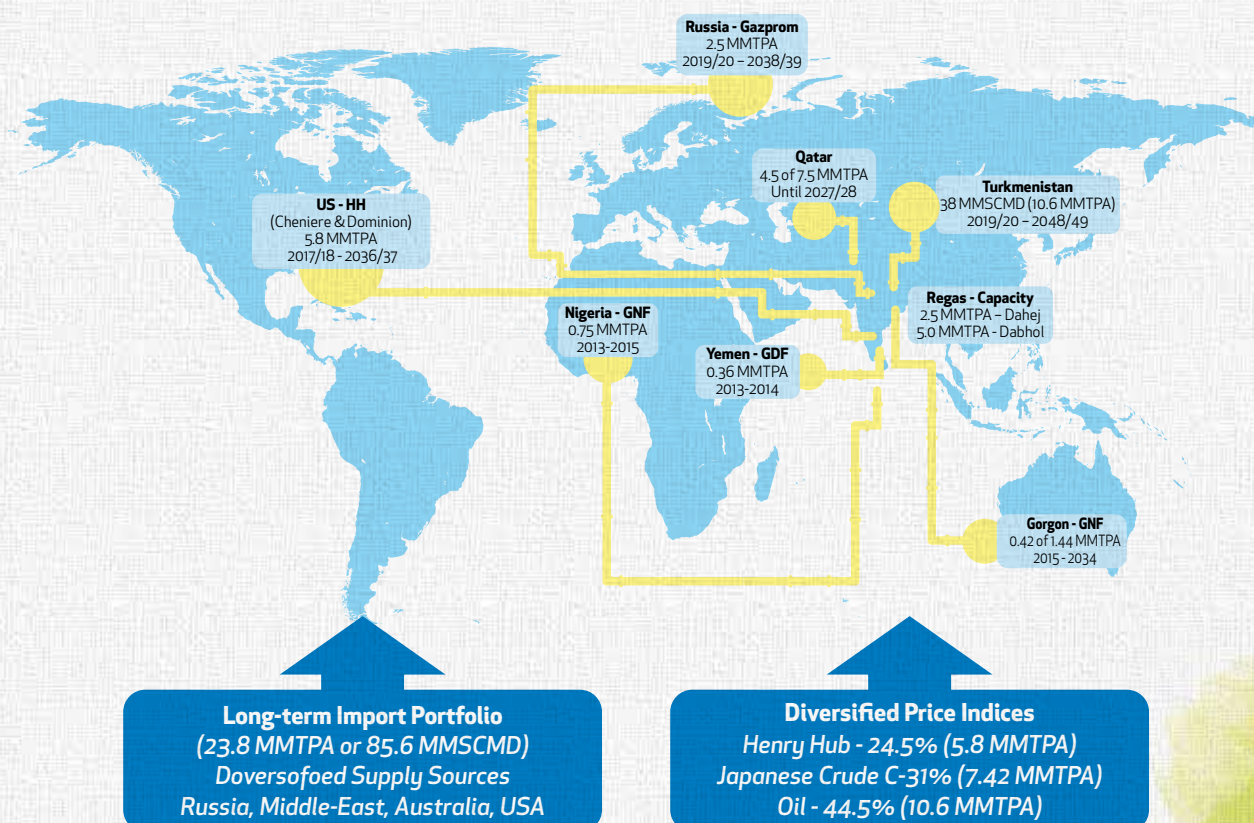 Russia - Gazprom
2.5 MMTPA
2019/20 – 2038/39
Qatar
4.5 of 7.5 MMTPA
Until 2027/28
Turkmenistan
38 MMSCMD (10.6 MMTPA)
2019/20 – 2048/49
US - HH
(Cheniere & Dominion)
5.8 MMTPA
2017/18 - 2036/37
Regas - Capacity
2.5 MMTPA – Dahej
5.0 MMTPA - Dabhol
Nigeria - GNF
0.75 MMTPA
2013-2015
Yemen - GDF
0.36 MMTPA
2013-2014
Gorgon - GNF
0.42 of 1.44 MMTPA
2015 - 2034
Long-term Import Portfolio
(23.8 MMTPA or 85.6 MMSCMD)
Doversofoed Supply Sources
Russia, Middle-East, Australia, USA
Diversified Price Indices
Henry Hub - 24.5% (5.8 MMTPA)
Japanese Crude C-31% (7.42 MMTPA)
Oil - 44.5% (10.6 MMTPA)